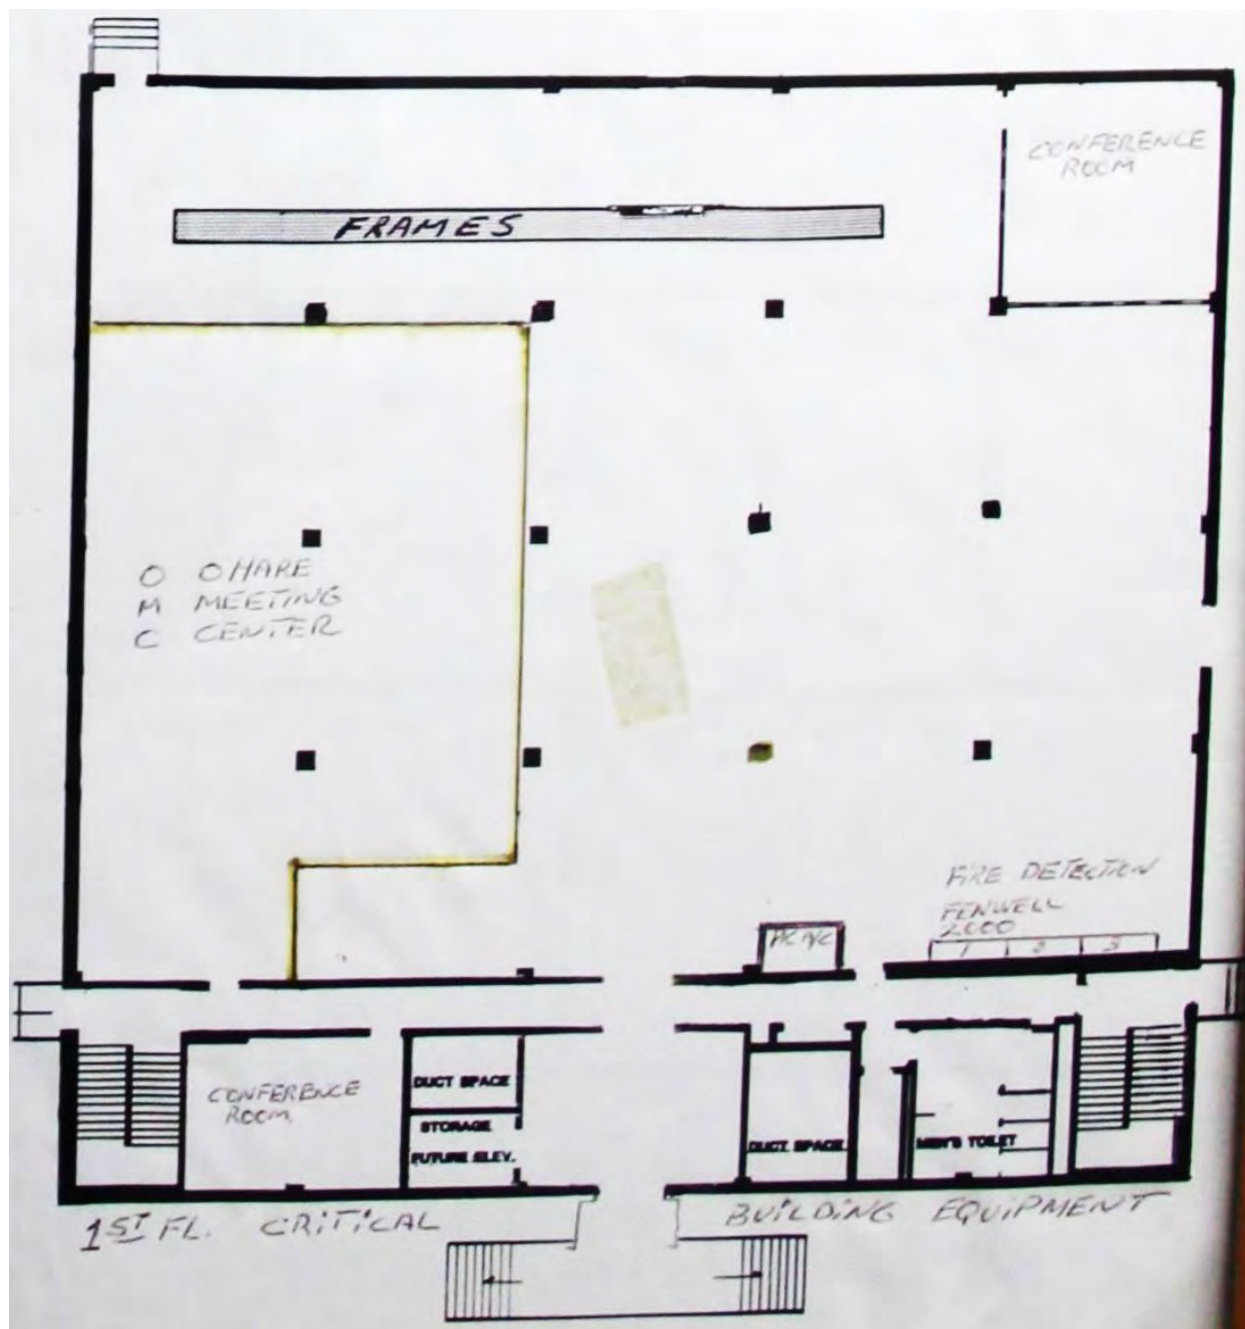 CONFERENCE
ROOM
FRAMES
O O'HARE
M MEETING
C CENTER
FIRE DETECTION
FENWELL
2000
1 2 3
CONFERENCE
ROOM
DUCT SPACE
STORAGE
FUTURE ELEV.
DUCT SPACE
MEN'S TOILET
1ST FL. CRITICAL BUILDING EQUIPMENT